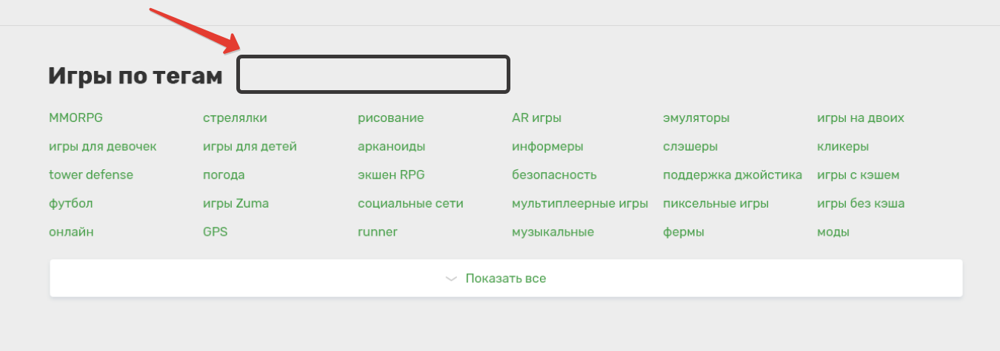 Игры по тегам
MMORPG стрелялки рисование AR игры эмуляторы игры на двоих
игры для девочек игры для детей арканоиды информеры слэшеры кликеры
tower defense погода экшен RPG безопасность поддержка джойстика игры с кэшем
футбол игры Zuma социальные сети мультиплеерные игры пиксельные игры игры без кэша
онлайн GPS runner музыкальные фермы моды
Показать все